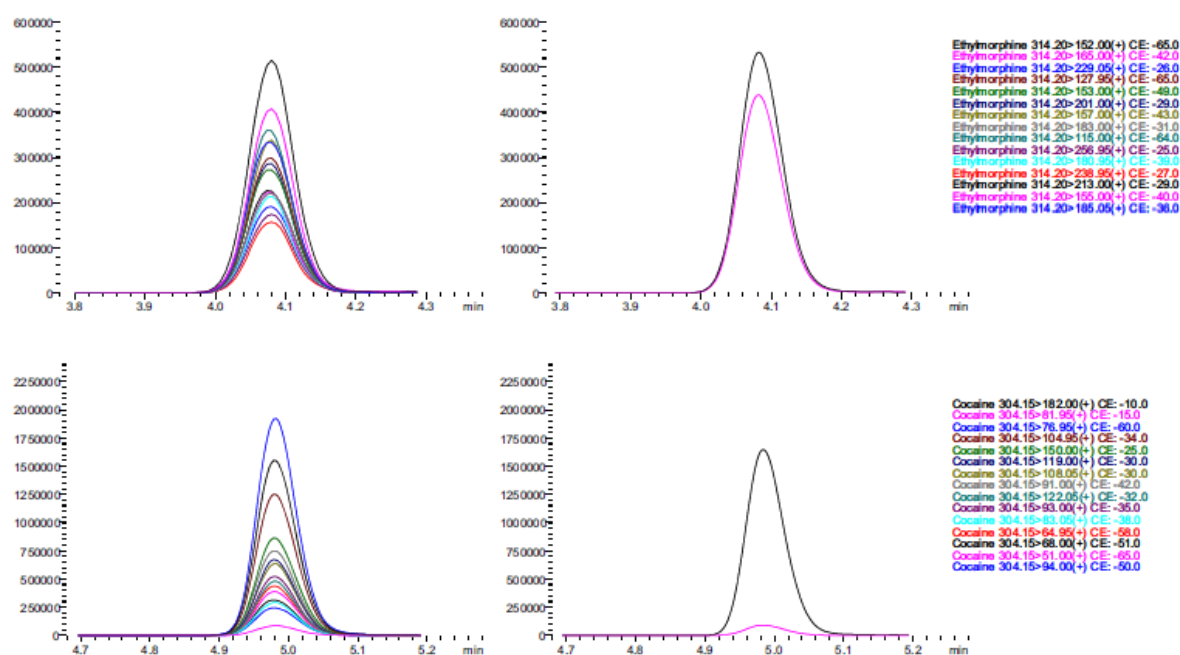 600000
500000
400000
300000
200000
100000
0
3.8 3.9 4.0 4.1 4.2 4.3 min
600000
500000
400000
300000
200000
100000
0
3.8 3.9 4.0 4.1 4.2 4.3 min
Ethylmorphine 314.20>152.00(+) CE: -65.0
Ethylmorphine 314.20>165.00(+) CE: -42.0
Ethylmorphine 314.20>229.05(+) CE: -26.0
Ethylmorphine 314.20>127.95(+) CE: -65.0
Ethylmorphine 314.20>153.00(+) CE: -49.0
Ethylmorphine 314.20>201.00(+) CE: -29.0
Ethylmorphine 314.20>157.00(+) CE: -43.0
Ethylmorphine 314.20>183.00(+) CE: -31.0
Ethylmorphine 314.20>115.00(+) CE: -64.0
Ethylmorphine 314.20>256.95(+) CE: -25.0
Ethylmorphine 314.20>180.95(+) CE: -39.0
Ethylmorphine 314.20>238.95(+) CE: -27.0
Ethylmorphine 314.20>213.00(+) CE: -29.0
Ethylmorphine 314.20>155.00(+) CE: -40.0
Ethylmorphine 314.20>185.05(+) CE: -36.0
2250000
2000000
1750000
1500000
1250000
1000000
750000
500000
250000
0
4.7 4.8 4.9 5.0 5.1 5.2 min
2250000
2000000
1750000
1500000
1250000
1000000
750000
500000
250000
0
4.7 4.8 4.9 5.0 5.1 5.2 min
Cocaine 304.15>182.00(+) CE: -10.0
Cocaine 304.15>81.95(+) CE: -15.0
Cocaine 304.15>76.95(+) CE: -60.0
Cocaine 304.15>104.95(+) CE: -34.0
Cocaine 304.15>150.00(+) CE: -25.0
Cocaine 304.15>119.00(+) CE: -30.0
Cocaine 304.15>108.05(+) CE: -30.0
Cocaine 304.15>91.00(+) CE: -42.0
Cocaine 304.15>122.05(+) CE: -32.0
Cocaine 304.15>93.00(+) CE: -35.0
Cocaine 304.15>83.05(+) CE: -38.0
Cocaine 304.15>64.95(+) CE: -58.0
Cocaine 304.15>68.00(+) CE: -51.0
Cocaine 304.15>51.00(+) CE: -65.0
Cocaine 304.15>94.00(+) CE: -50.0